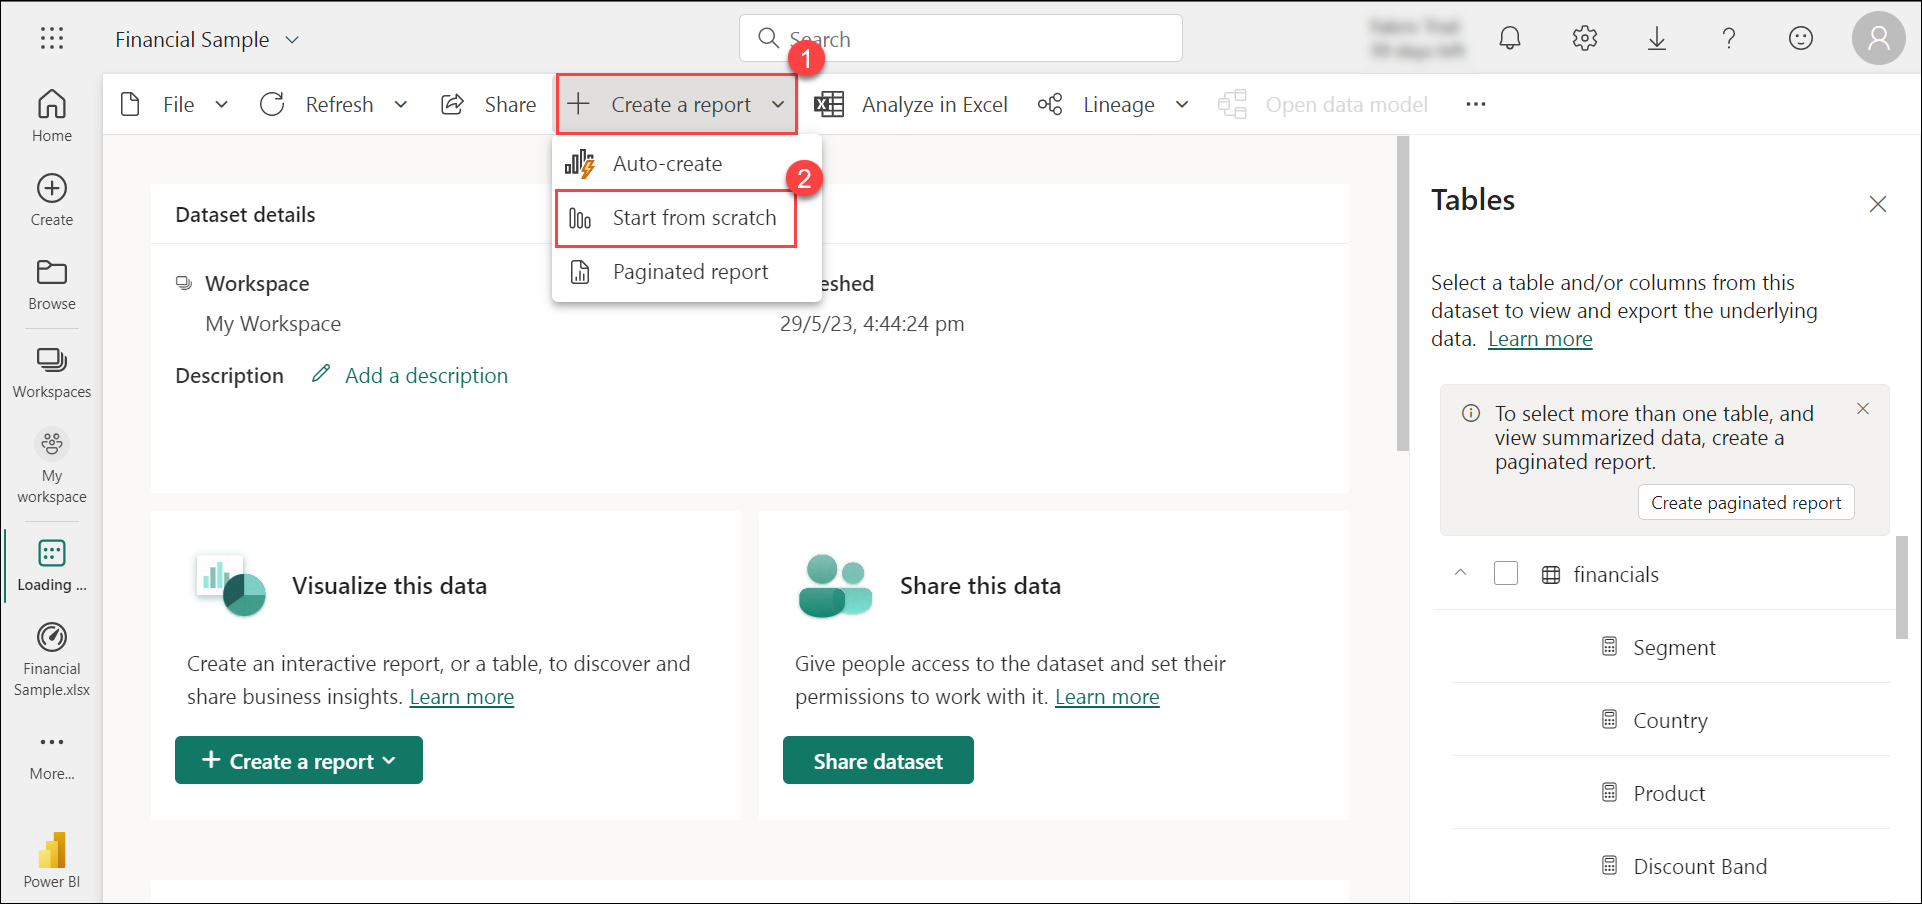 Financial Sample
Search
1
File
Refresh
Share
Create a report
Analyze in Excel
Lineage
Open data model
Home
Create
Browse
Workspaces
My
workspace
Loading ...
Financial
Sample.xlsx
More...
Power BI
Auto-create
2
Start from scratch
Paginated report
Dataset details
Workspace
My Workspace
eshed
29/5/23, 4:44:24 pm
Description
Add a description
Visualize this data
Create an interactive report, or a table, to discover and
share business insights. Learn more
Create a report
Share this data
Give people access to the dataset and set their
permissions to work with it. Learn more
Share dataset
Tables
Select a table and/or columns from this
dataset to view and export the underlying
data. Learn more
To select more than one table, and
view summarized data, create a
paginated report.
Create paginated report
financials
Segment
Country
Product
Discount Band